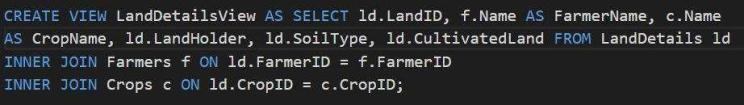 CREATE VIEW LandDetailsView AS SELECT ld.LandID, f.Name AS FarmerName, c.Name
AS CropName, ld.LandHolder, ld.SoilType, ld.CultivatedLand FROM LandDetails ld
INNER JOIN Farmers f ON ld.FarmerID = f.FarmerID
INNER JOIN Crops c ON ld.CropID = c.CropID;